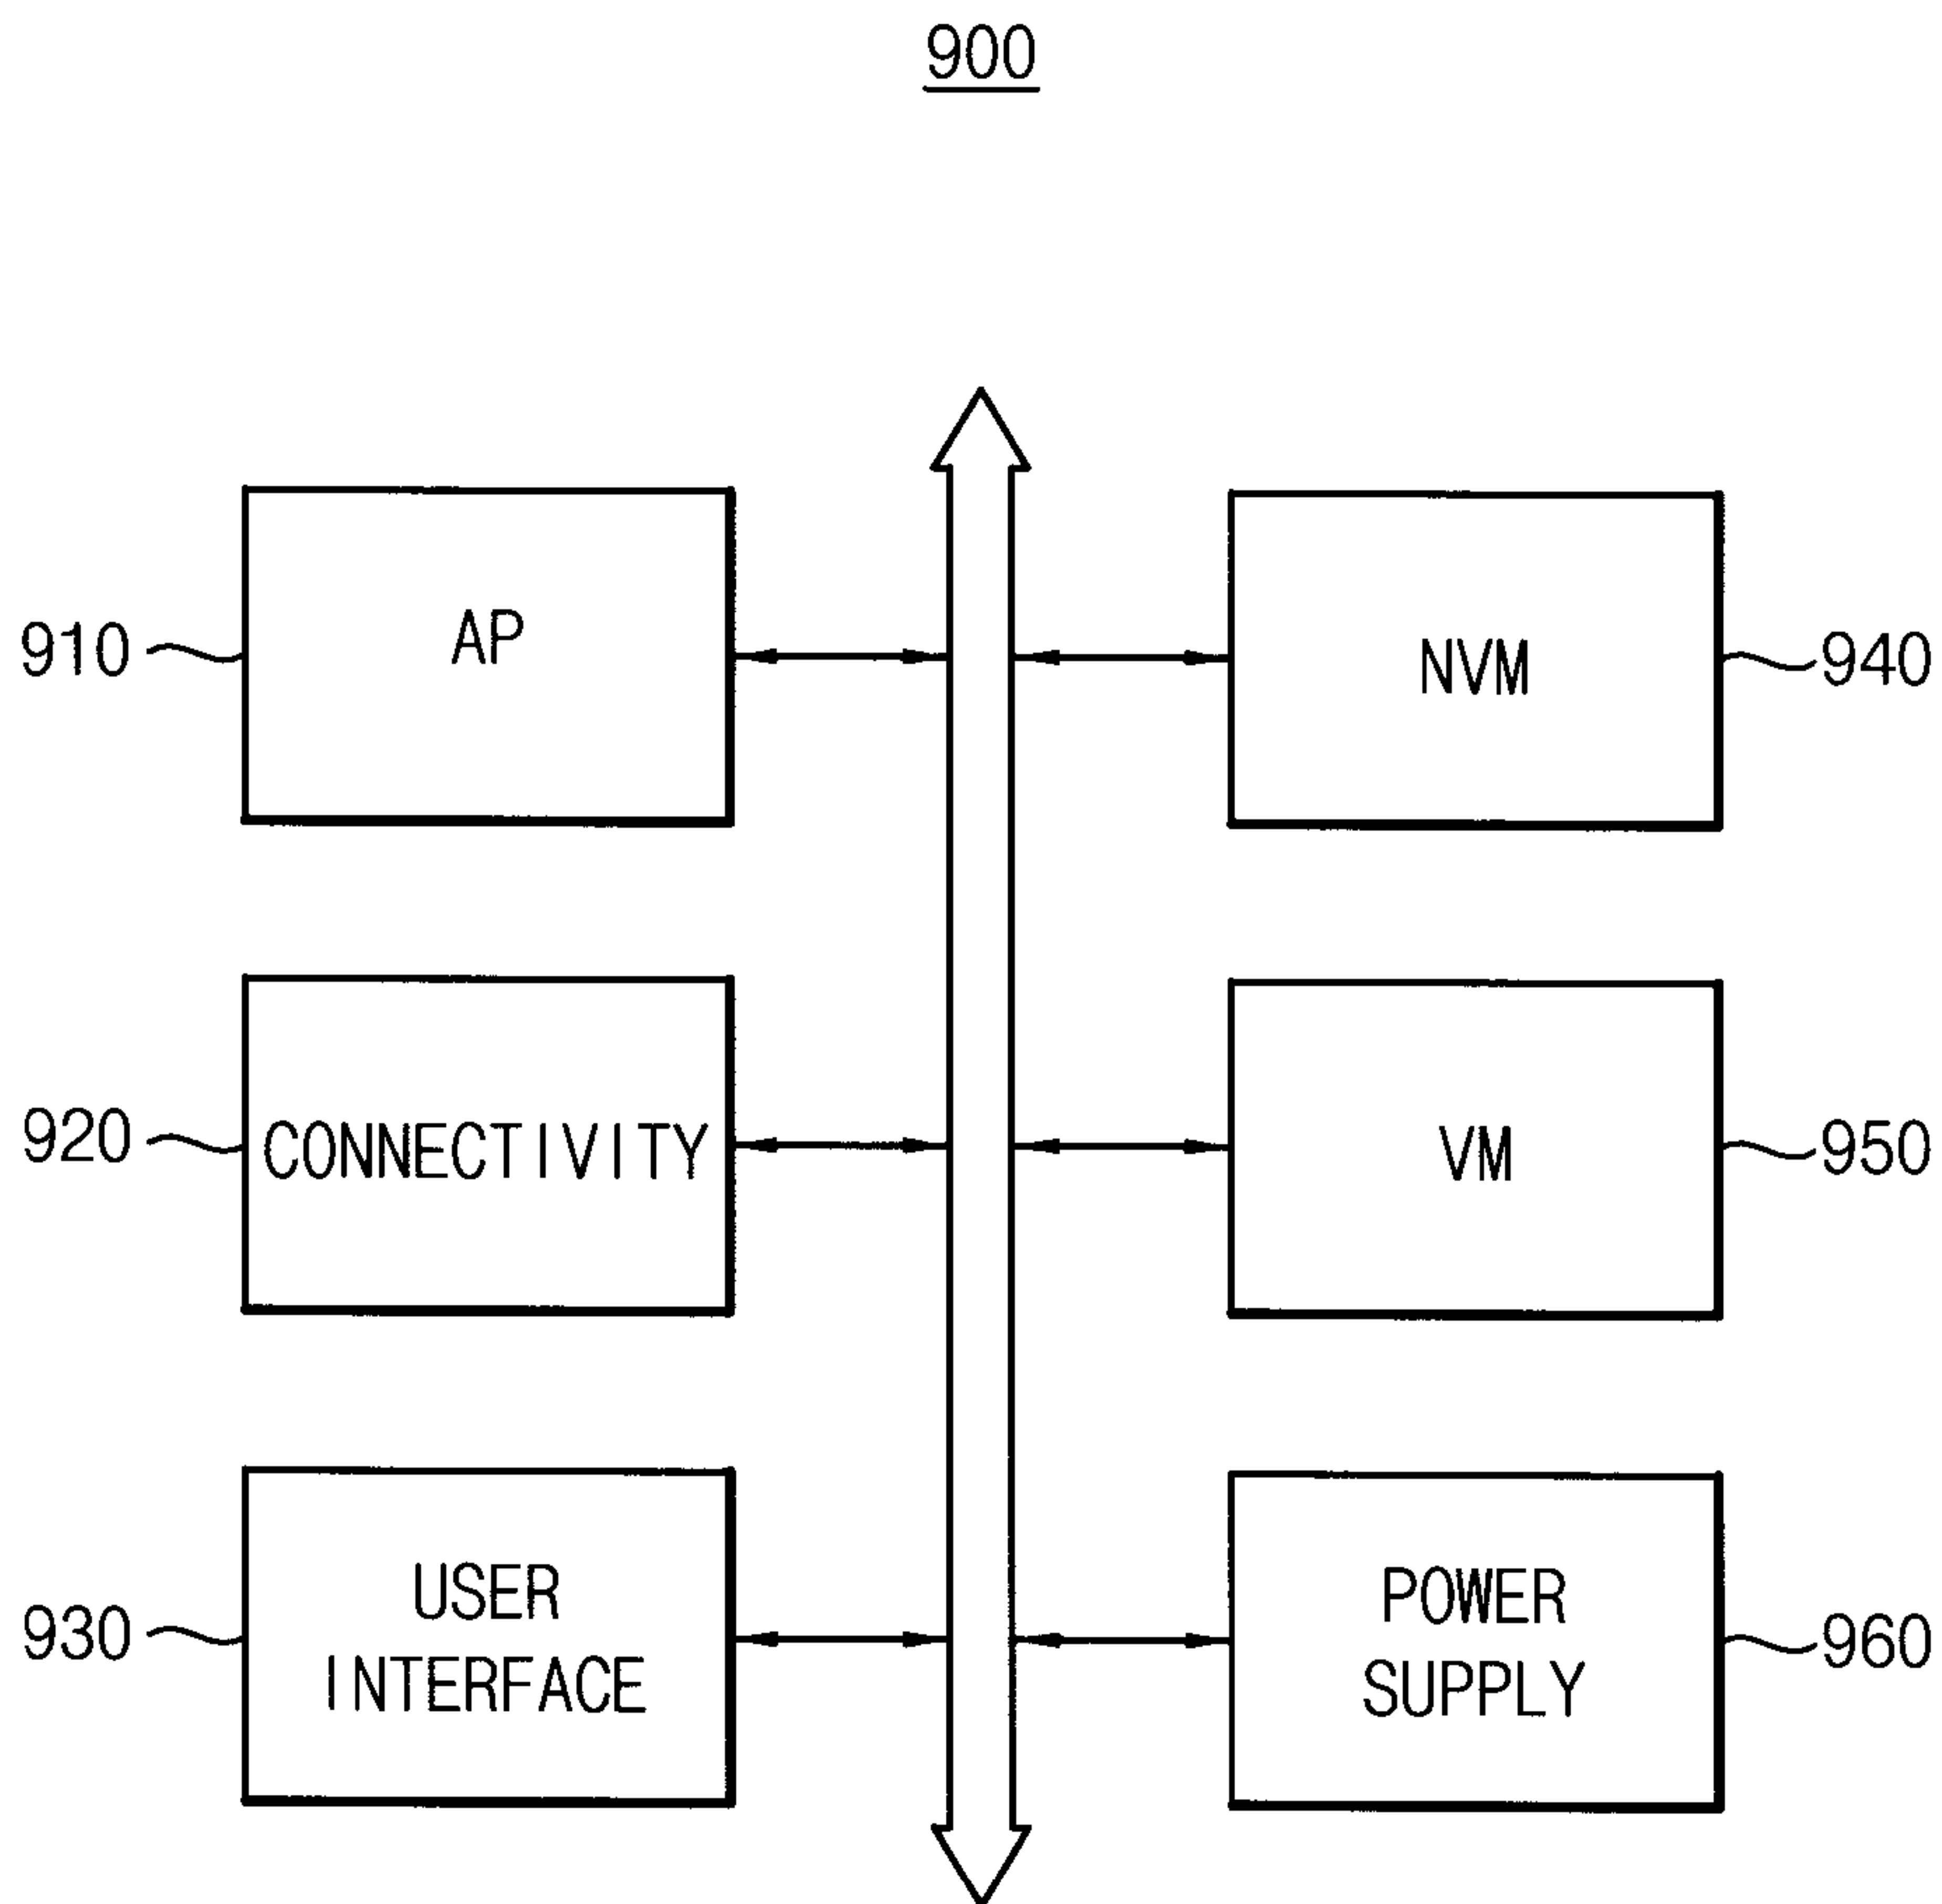 900
910
AP
NVM
940
920
CONNECTIVITY
VM
950
930
USER
INTERFACE
POWER
SUPPLY
960